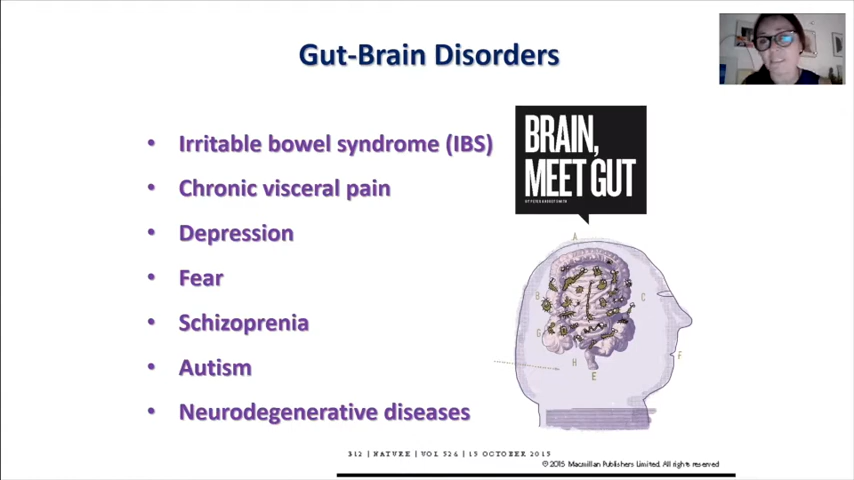 Gut-Brain Disorders
• Irritable bowel syndrome (IBS)
• Chronic visceral pain
• Depression
• Fear
• Schizoprenia
• Autism
• Neurodegenerative diseases
BRAIN,
MEET GUT
A
B
C
G
F
H
E
312 | NATURE | VOL 526 | 15 OCTOBER 2015
© 2015 Macmillan Publishers Limited. All rights reserved